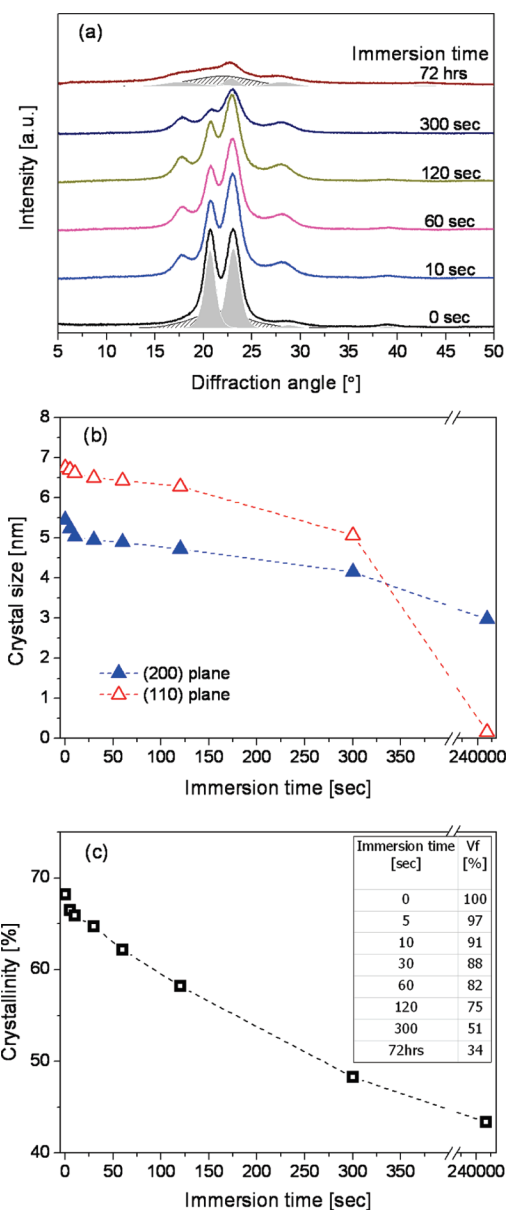 (a)
Immersion time
72 hrs
300 sec
120 sec
60 sec
10 sec
0 sec
Intensity [a.u.]
5 10 15 20 25 30 35 40 45 50
Diffraction angle [°]
(b)
8
7
6
5
4
3
2
1
0
Crystal size [nm]
(200) plane
(110) plane
0 50 100 150 200 250 300 350 240000
Immersion time [sec]
(c)
70
60
50
40
Crystallinity [%]
Immersion time Vf
[sec] [%]
0 100
5 97
10 91
30 88
60 82
120 75
300 51
72hrs 34
0 50 100 150 200 250 300 350 240000
Immersion time [sec]